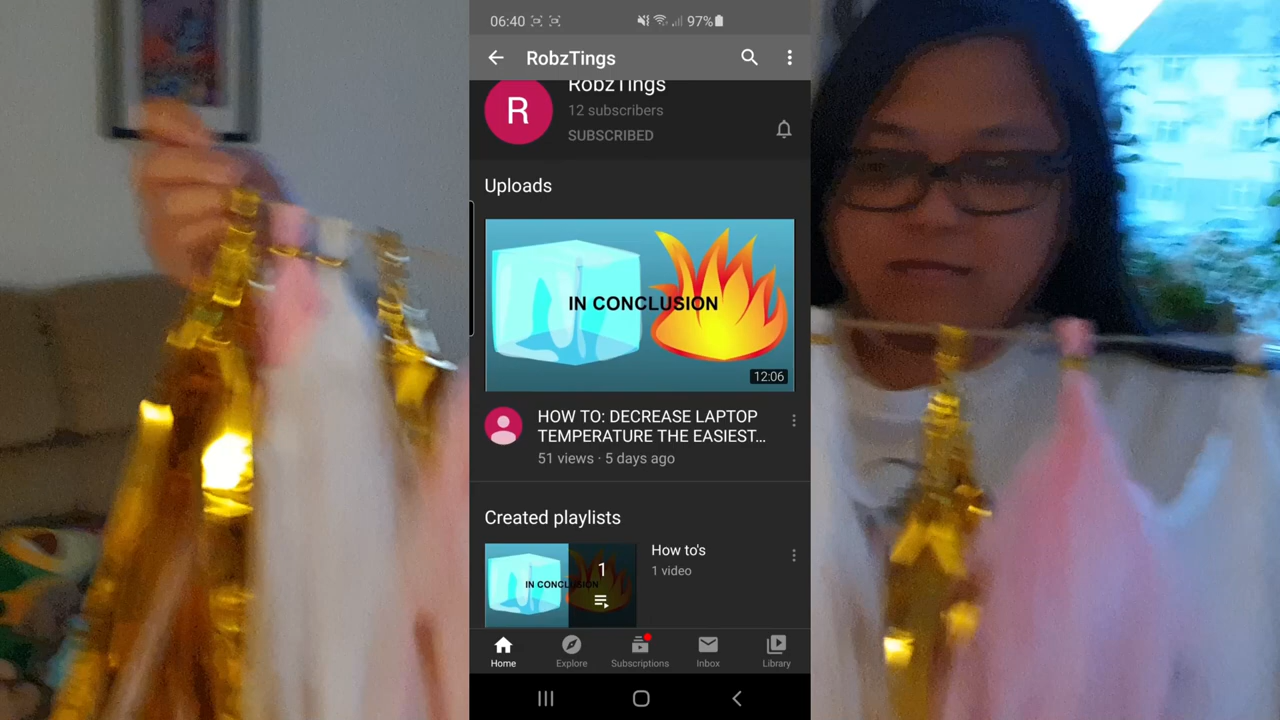 06:40 97%
RobzTings
RobzTings
R
12 subscribers
SUBSCRIBED
Uploads
IN CONCLUSION
12:06
HOW TO: DECREASE LAPTOP
TEMPERATURE THE EASIEST...
51 views · 5 days ago
Created playlists
IN CONCLUSION
1
How to's
1 video
Home Explore Subscriptions Inbox Library